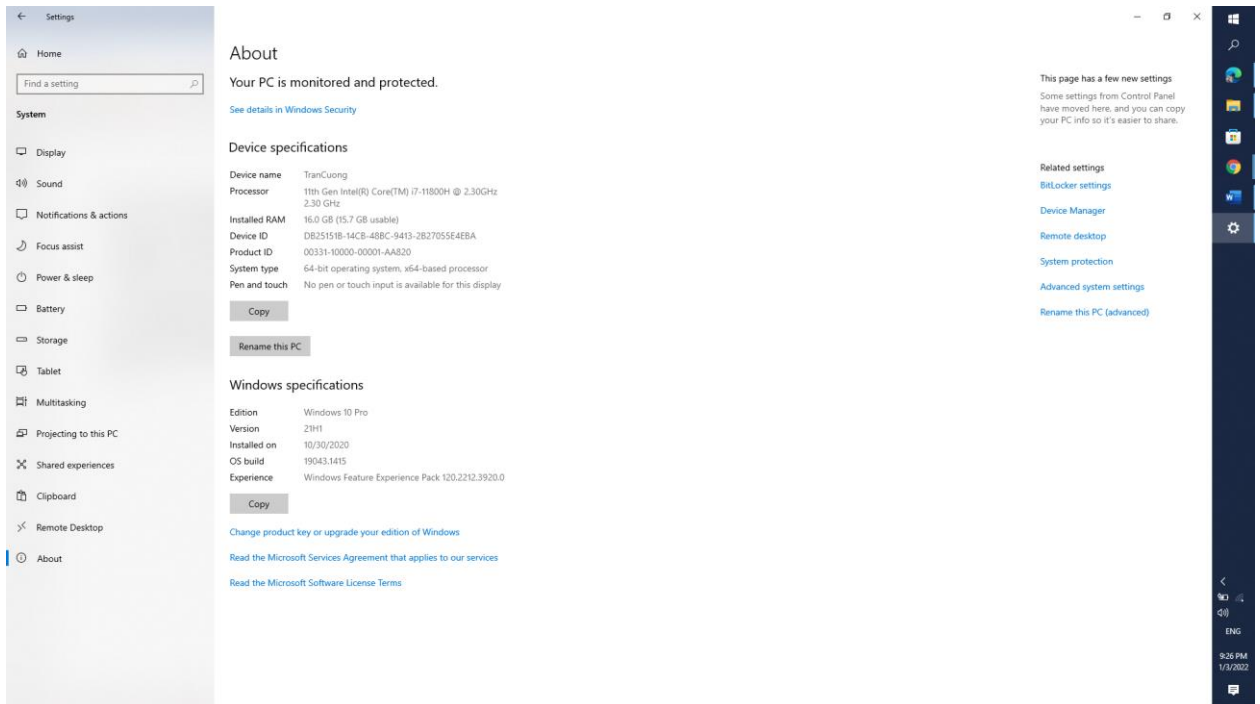 Settings
Home
Find a setting
System
Display
Sound
Notifications & actions
Focus assist
Power & sleep
Battery
Storage
Tablet
Multitasking
Projecting to this PC
Shared experiences
Clipboard
Remote Desktop
About
About
Your PC is monitored and protected.
See details in Windows Security
Device specifications
Device name TranCuong
Processor 11th Gen Intel(R) Core(TM) i7-11800H @ 2.30GHz
2.30 GHz
Installed RAM 16.0 GB (15.7 GB usable)
Device ID DB25151B-14CB-48BC-9413-2B27055E4EBA
Product ID 00331-10000-00001-AA820
System type 64-bit operating system, x64-based processor
Pen and touch No pen or touch input is available for this display
Copy
Rename this PC
Windows specifications
Edition Windows 10 Pro
Version 21H1
Installed on 10/30/2020
OS build 19043.1415
Experience Windows Feature Experience Pack 120.2212.3920.0
Copy
Change product key or upgrade your edition of Windows
Read the Microsoft Services Agreement that applies to our services
Read the Microsoft Software License Terms
This page has a few new settings
Some settings from Control Panel
have moved here, and you can copy
your PC info so it's easier to share.
Related settings
BitLocker settings
Device Manager
Remote desktop
System protection
Advanced system settings
Rename this PC (advanced)
ENG
9:26 PM
1/3/2022